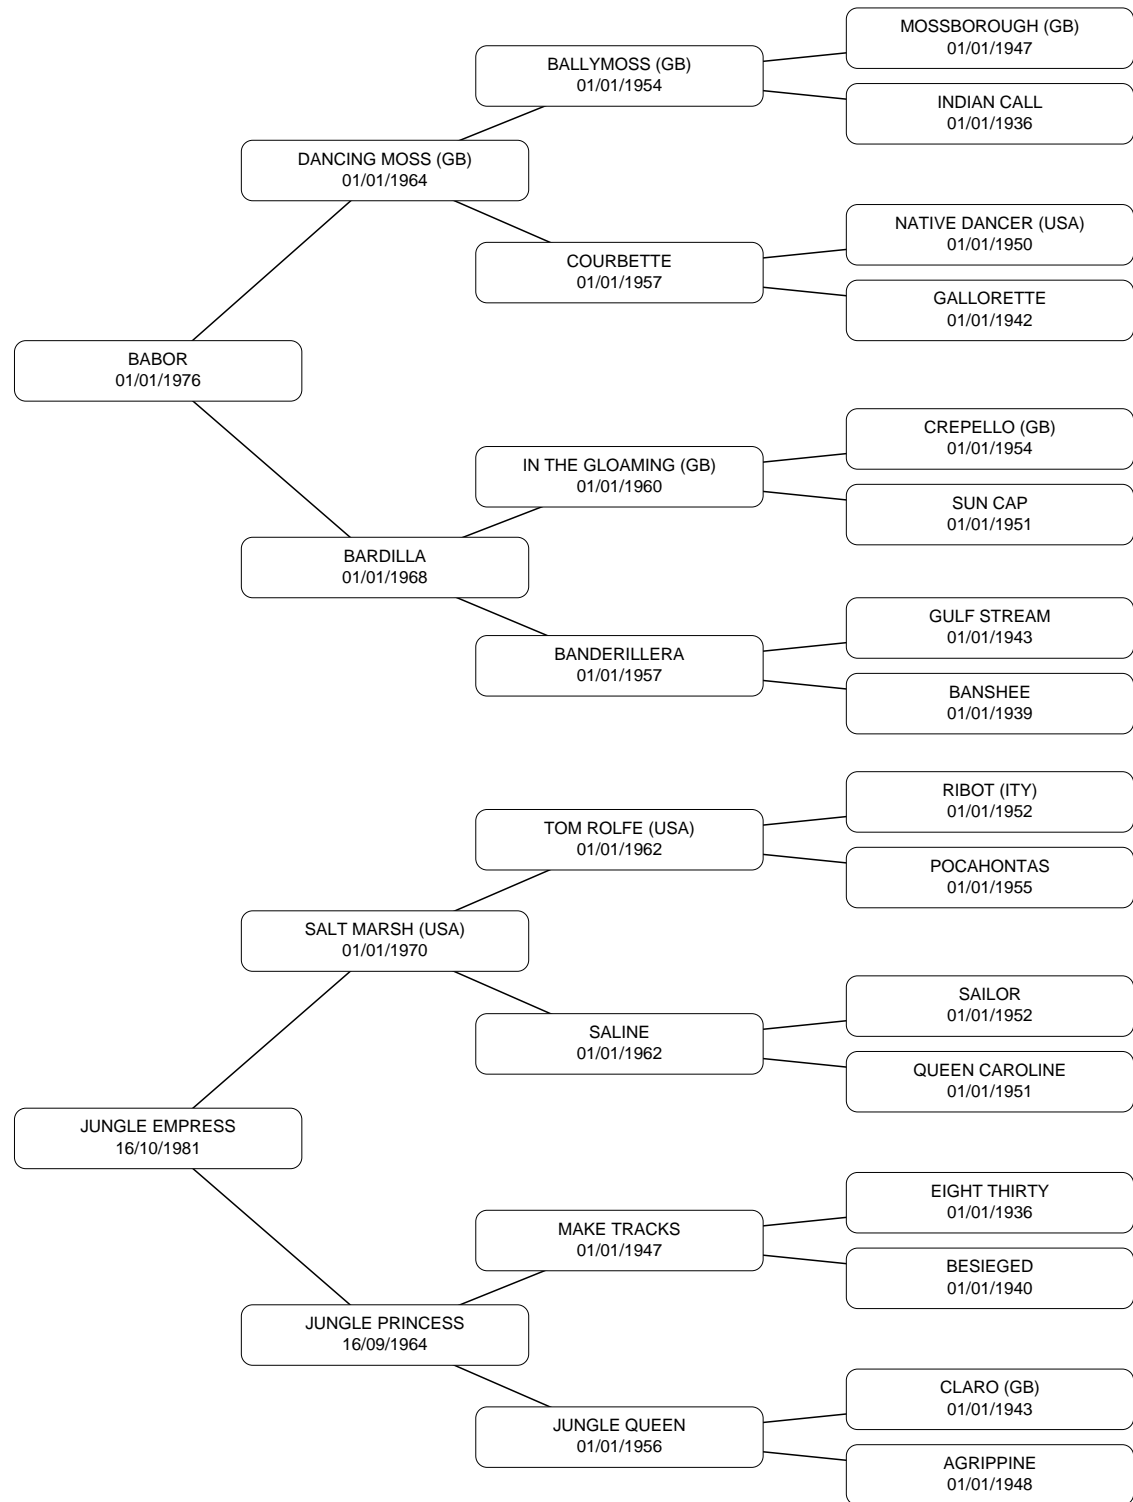 MOSSBOROUGH (GB)
01/01/1947
BALLYMOSS (GB)
01/01/1954
INDIAN CALL
01/01/1936
DANCING MOSS (GB)
01/01/1964
NATIVE DANCER (USA)
01/01/1950
COURBETTE
01/01/1957
GALLORETTE
01/01/1942
BABOR
01/01/1976
CREPELLO (GB)
01/01/1954
IN THE GLOAMING (GB)
01/01/1960
SUN CAP
01/01/1951
BARDILLA
01/01/1968
GULF STREAM
01/01/1943
BANDERILLERA
01/01/1957
BANSHEE
01/01/1939
RIBOT (ITY)
01/01/1952
TOM ROLFE (USA)
01/01/1962
POCAHONTAS
01/01/1955
SALT MARSH (USA)
01/01/1970
SAILOR
01/01/1952
SALINE
01/01/1962
QUEEN CAROLINE
01/01/1951
JUNGLE EMPRESS
16/10/1981
EIGHT THIRTY
01/01/1936
MAKE TRACKS
01/01/1947
BESIEGED
01/01/1940
JUNGLE PRINCESS
16/09/1964
CLARO (GB)
01/01/1943
JUNGLE QUEEN
01/01/1956
AGRIPPINE
01/01/1948